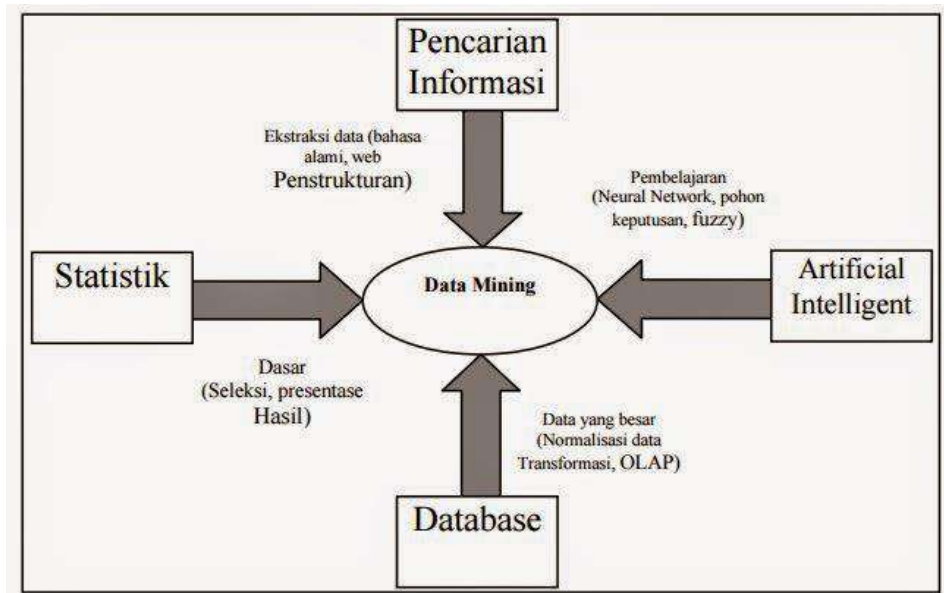 Pencarian
Informasi
Ekstraksi data (bahasa
alami, web
Penstrukturan)
Pembelajaran
(Neural Network, pohon
keputusan, fuzzy)
Statistik
Data Mining
Artificial
Intelligent
Dasar
(Seleksi, presentase
Hasil)
Data yang besar
(Normalisasi data
Transformasi, OLAP)
Database